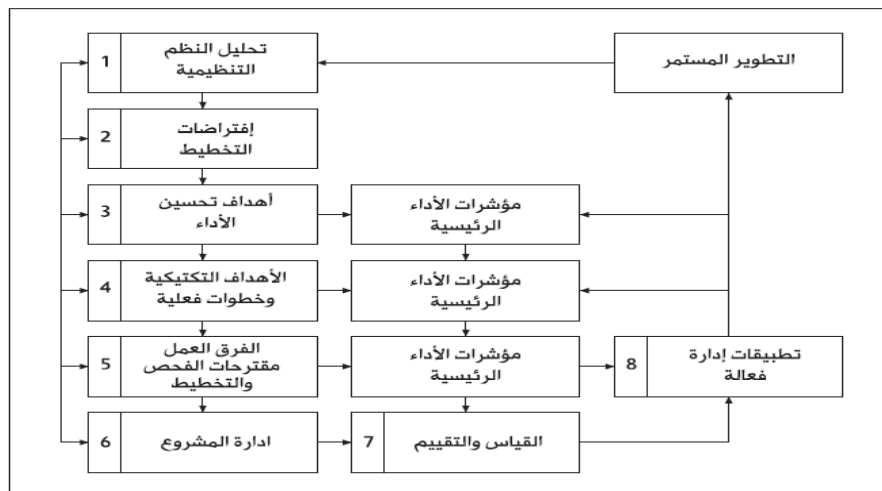 1
تحليل النظم
التنظيمية
التطوير المستمر
2
إفتراضات
التخطيط
3
أهداف تحسين
الأداء
مؤشرات الأداء
الرئيسية
4
الأهداف التكتيكية
وخطوات فعلية
مؤشرات الأداء
الرئيسية
5
الفرق العمل
مقترحات الفحص
والتخطيط
مؤشرات الأداء
الرئيسية
8
تطبيقات إدارة
فعالة
6
ادارة المشروع
7
القياس والتقييم